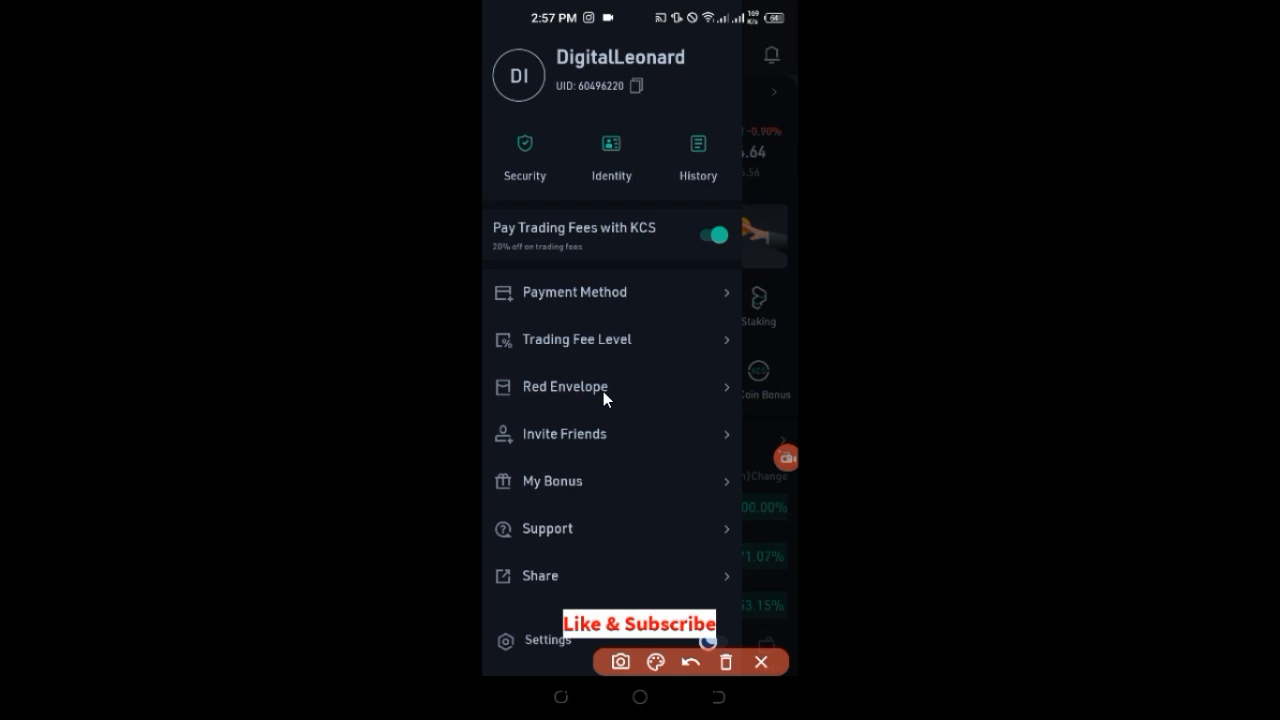 2:57 PM
169
K/s
64
DigitalLeonard
DI
UID: 60496220
-0.90%
.64
Security
Identity
History
Pay Trading Fees with KCS
20% off on trading fees
Payment Method
Staking
Trading Fee Level
Red Envelope
Coin Bonus
Invite Friends
Change
My Bonus
00.00%
Support
71.07%
Share
53.15%
Like & Subscribe
Settings